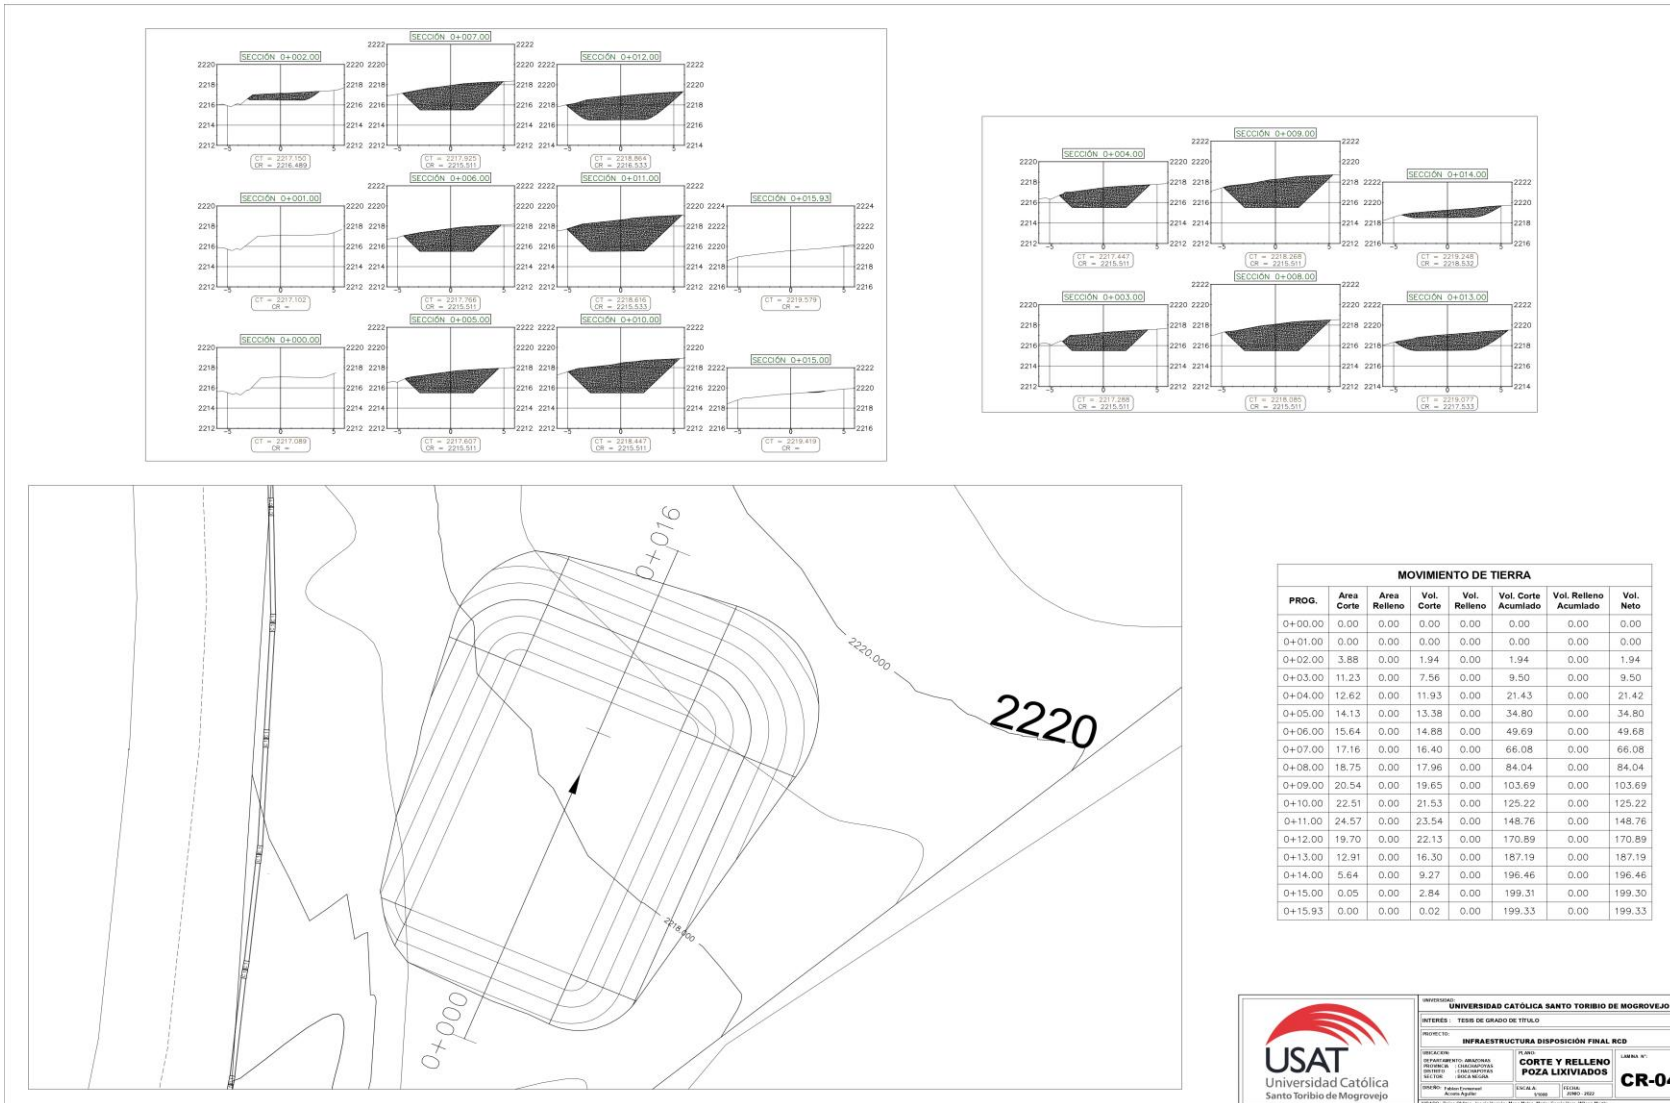 SECCIÓN 0+002.00
CT = 2217.150
CR = 2216.489
SECCIÓN 0+007.00
CT = 2217.925
CR = 2215.511
SECCIÓN 0+012.00
CT = 2218.864
CR = 2216.533
SECCIÓN 0+001.00
CT = 2217.102
CR =
SECCIÓN 0+006.00
CT = 2217.766
CR = 2215.511
SECCIÓN 0+011.00
CT = 2218.616
CR = 2215.533
SECCIÓN 0+015.93
CT = 2219.579
CR =
SECCIÓN 0+000.00
CT = 2217.089
CR =
SECCIÓN 0+005.00
CT = 2217.607
CR = 2215.511
SECCIÓN 0+010.00
CT = 2218.447
CR = 2215.511
SECCIÓN 0+015.00
CT = 2219.419
CR =
SECCIÓN 0+004.00
CT = 2217.447
CR = 2215.511
SECCIÓN 0+009.00
CT = 2218.268
CR = 2215.511
SECCIÓN 0+014.00
CT = 2219.248
CR = 2218.532
SECCIÓN 0+003.00
CT = 2217.288
CR = 2215.511
SECCIÓN 0+008.00
CT = 2218.085
CR = 2215.511
SECCIÓN 0+013.00
CT = 2219.077
CR = 2217.533
0+016
2220.000
2220
2218.000
0+000
MOVIMIENTO DE TIERRA
PROG. Area Corte Area Relleno Vol. Corte Vol. Relleno Vol. Corte Acumlado Vol. Relleno Acumlado Vol. Neto
0+00.00 0.00 0.00 0.00 0.00 0.00 0.00 0.00
0+01.00 0.00 0.00 0.00 0.00 0.00 0.00 0.00
0+02.00 3.88 0.00 1.94 0.00 1.94 0.00 1.94
0+03.00 11.23 0.00 7.56 0.00 9.50 0.00 9.50
0+04.00 12.62 0.00 11.93 0.00 21.43 0.00 21.42
0+05.00 14.13 0.00 13.38 0.00 34.80 0.00 34.80
0+06.00 15.64 0.00 14.88 0.00 49.69 0.00 49.68
0+07.00 17.16 0.00 16.40 0.00 66.08 0.00 66.08
0+08.00 18.75 0.00 17.96 0.00 84.04 0.00 84.04
0+09.00 20.54 0.00 19.65 0.00 103.69 0.00 103.69
0+10.00 22.51 0.00 21.53 0.00 125.22 0.00 125.22
0+11.00 24.57 0.00 23.54 0.00 148.76 0.00 148.76
0+12.00 19.70 0.00 22.13 0.00 170.89 0.00 170.89
0+13.00 12.91 0.00 16.30 0.00 187.19 0.00 187.19
0+14.00 5.64 0.00 9.27 0.00 196.46 0.00 196.46
0+15.00 0.05 0.00 2.84 0.00 199.31 0.00 199.30
0+15.93 0.00 0.00 0.02 0.00 199.33 0.00 199.33
USAT
Universidad Católica
Santo Toribio de Mogrovejo
UNIVERSIDAD:
UNIVERSIDAD CATÓLICA SANTO TORIBIO DE MOGROVEJO
INTERÉS : TESIS DE GRADO DE TÍTULO
PROYECTO:
INFRAESTRUCTURA DISPOSICIÓN FINAL RCD
UBICACIÓN:
DEPARTAMENTO: AMAZONAS
PROVINCIA : CHACHAPOYAS
DISTRITO : CHACHAPOYAS
SECTOR : BOCA NEGRA
PLANO:
CORTE Y RELLENO
POZA LIXIVIADOS
LAMINA N°:
CR-04
ESCALA:
FECHA:
JUNIO - 2022